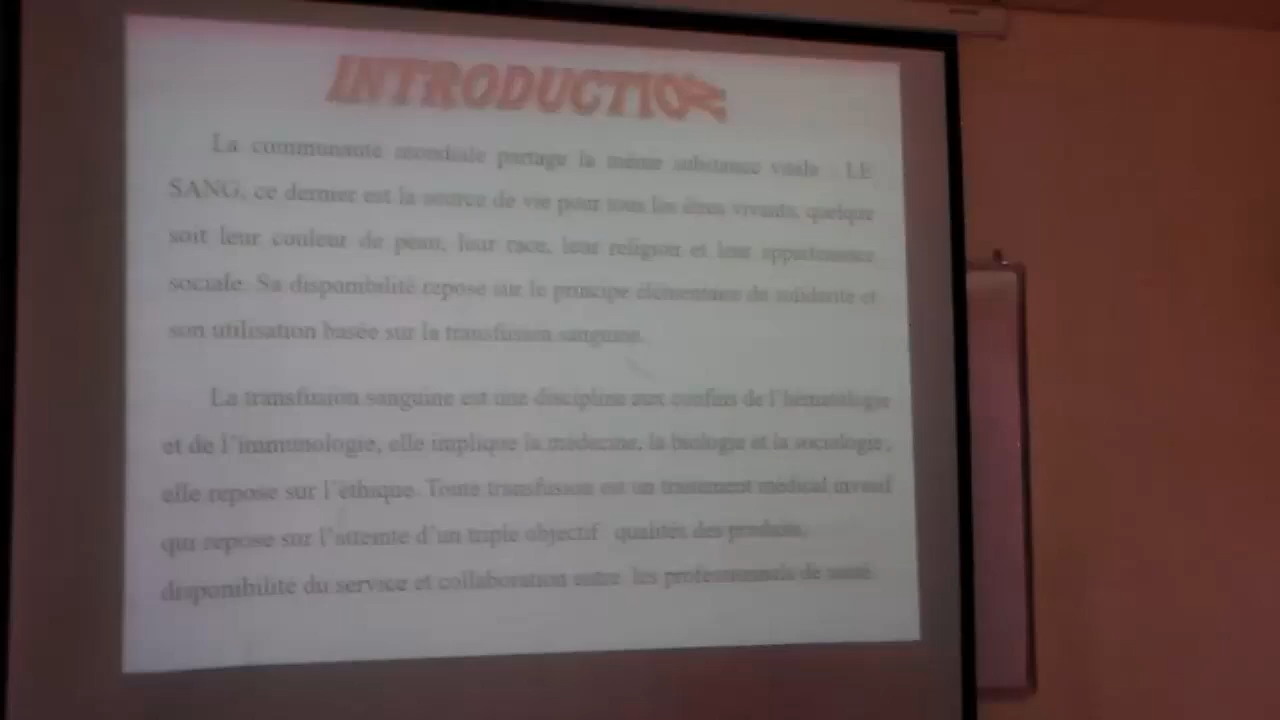 INTRODUCTION
La communauté mondiale partage la même substance vitale : LE
SANG, ce dernier est la source de vie pour tous les êtres vivants, quelque
soit leur couleur de peau, leur race, leur religion et leur appartenance
sociale. Sa disponibilité repose sur le principe élémentaire de solidarité et
son utilisation basée sur la transfusion sanguine.
La transfusion sanguine est une discipline aux confins de l'hématologie
et de l'immunologie, elle implique la médecine, la biologie et la sociologie,
elle repose sur l'éthique. Toute transfusion est un traitement médical invasif
qui repose sur l'atteinte d'un triple objectif : qualités des produits,
disponibilité du service et collaboration entre les professionnels de santé.